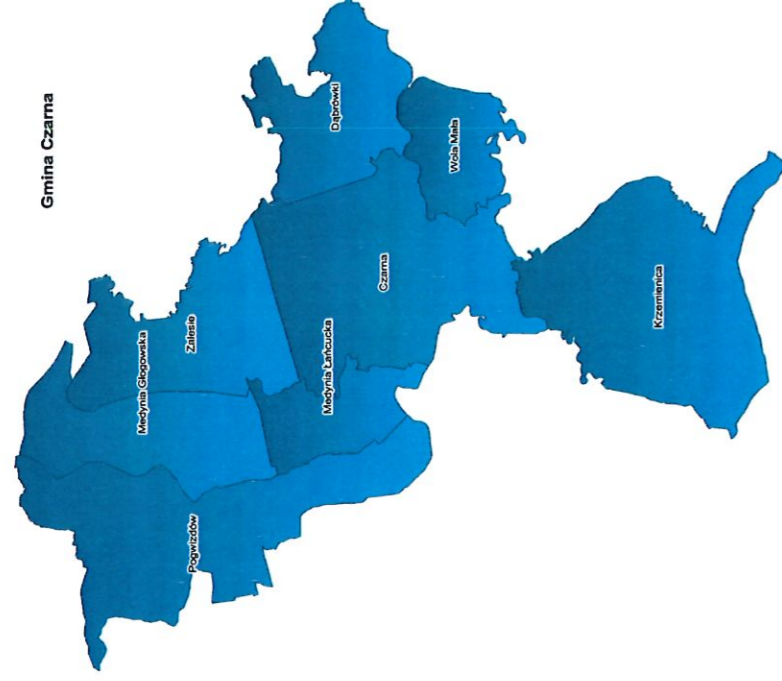 Gmina Czarna
Pogwizdów
Medynia Głogowska
Zalesie
Medynia Łańcucka
Czarna
Dąbrówki
Wola Mała
Krzemienica